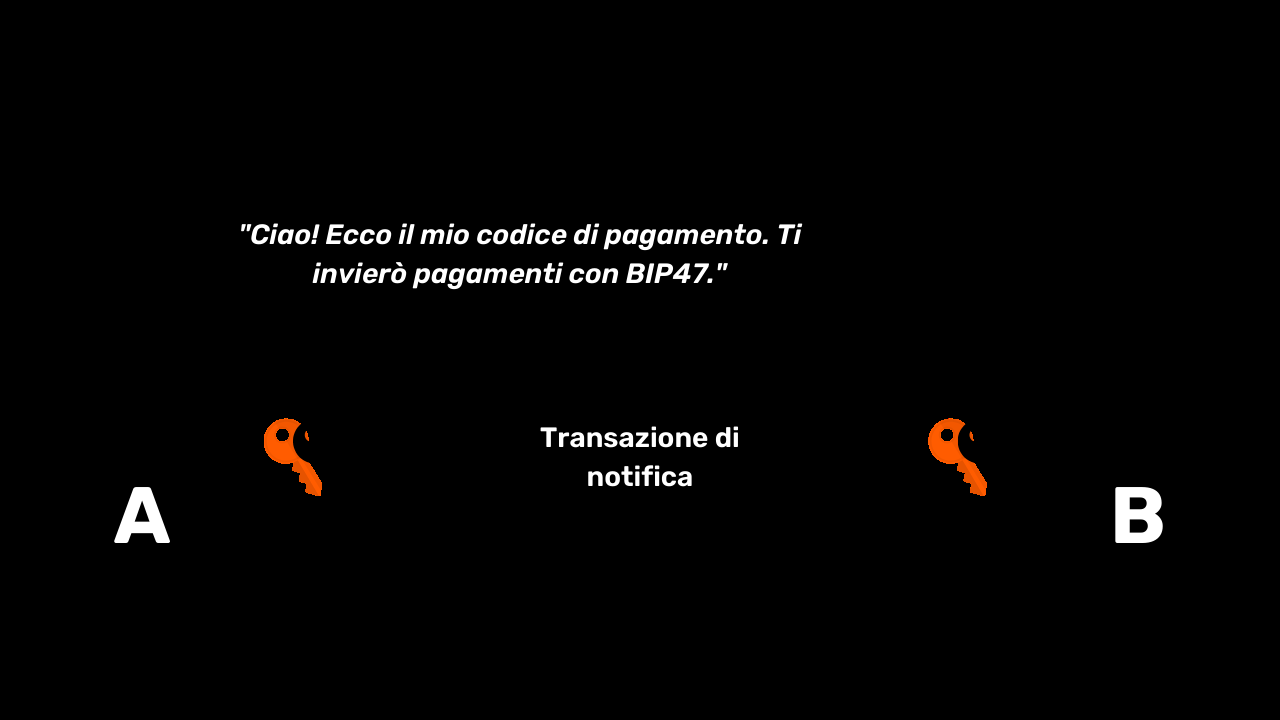 "Ciao! Ecco il mio codice di pagamento. Ti
invierò pagamenti con BIP47."
Transazione di
notifica
A
B